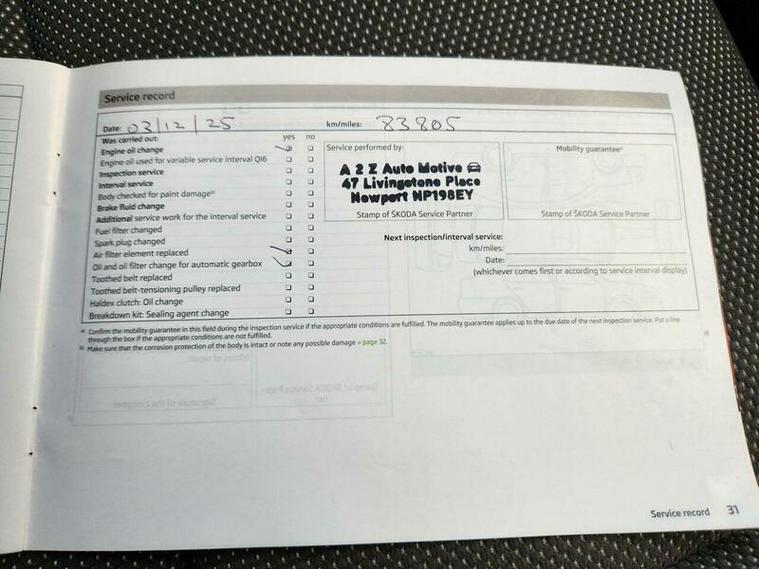 Service record
Date: 03/12/25 km/miles: 83805
Was carried out: yes no
Engine oil change
Engine oil used for variable service interval QI6
Inspection service
Interval service
Body checked for paint damage
Brake fluid change
Additional service work for the interval service
Fuel filter changed
Spark plug changed
Air filter element replaced
Oil and oil filter change for automatic gearbox
Toothed belt replaced
Toothed belt-tensioning pulley replaced
Haldex clutch: Oil change
Breakdown kit: Sealing agent change
Service performed by:
A 2 Z Auto Motive
47 Livingstone Place
Newport NP198EY
Stamp of ŠKODA Service Partner
Mobility guarantee
Stamp of ŠKODA Service Partner
Next inspection/interval service:
km/miles:
Date:
(whichever comes first or according to service interval display)
Confirm the mobility guarantee in this field during the inspection service if the appropriate conditions are fulfilled. The mobility guarantee applies up to the due date of the next inspection service. Put a line
through the box if the appropriate conditions are not fulfilled.
Make sure that the corrosion protection of the body is intact or note any possible damage » page 32.
Service record 31